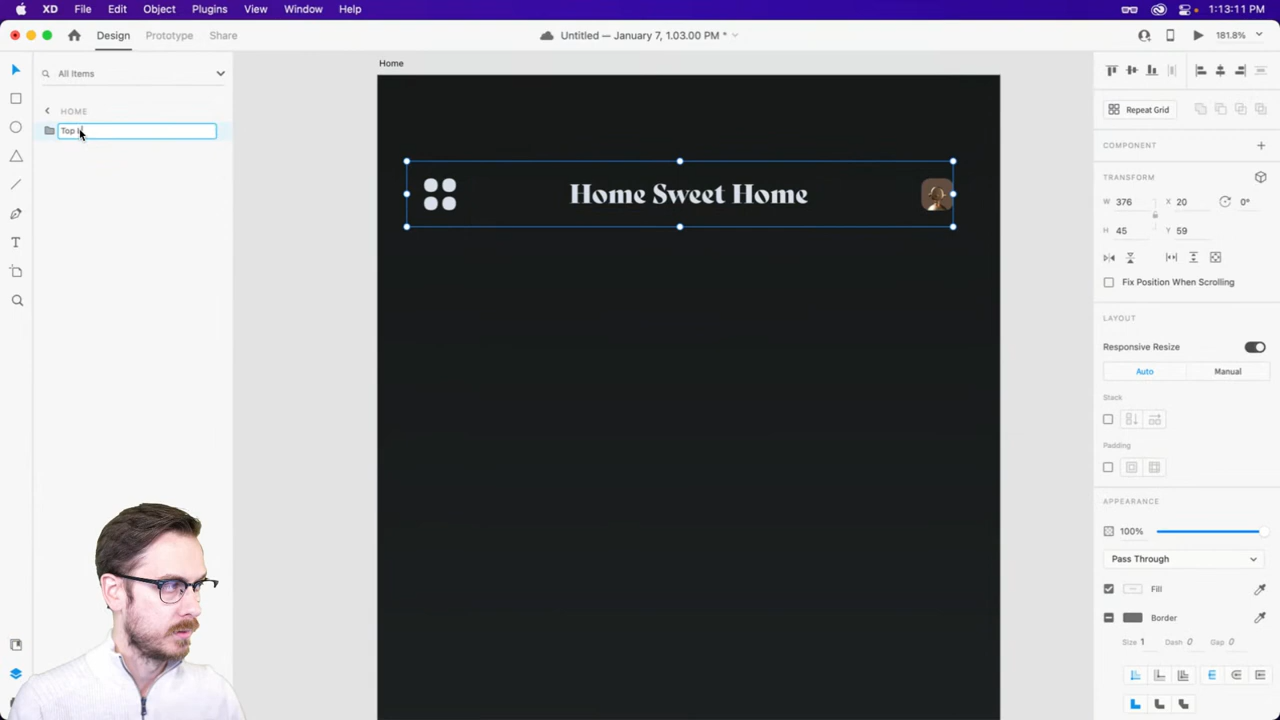 XD File Edit Object Plugins View Window Help 1:13:11 PM
Design Prototype Share Untitled — January 7, 1.03.00 PM * 181.8%
All Items
Home
HOME
Top
Home Sweet Home
Repeat Grid
COMPONENT
TRANSFORM
W 376 X 20 0°
H 45 Y 59
Fix Position When Scrolling
LAYOUT
Responsive Resize
Auto Manual
Stack
Padding
APPEARANCE
100%
Pass Through
Fill
Border
Size 1 Dash 0 Gap 0